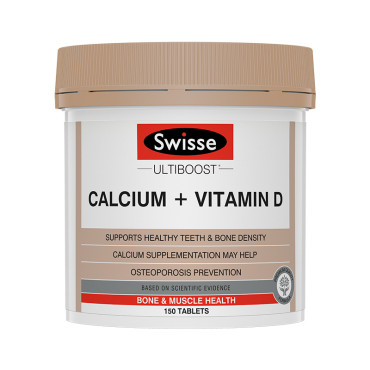 Swisse
ULTIBOOST
CALCIUM + VITAMIN D
SUPPORTS HEALTHY TEETH & BONE DENSITY
CALCIUM SUPPLEMENTATION MAY HELP
OSTEOPOROSIS PREVENTION
BASED ON SCIENTIFIC EVIDENCE
BONE & MUSCLE HEALTH
150 TABLETS